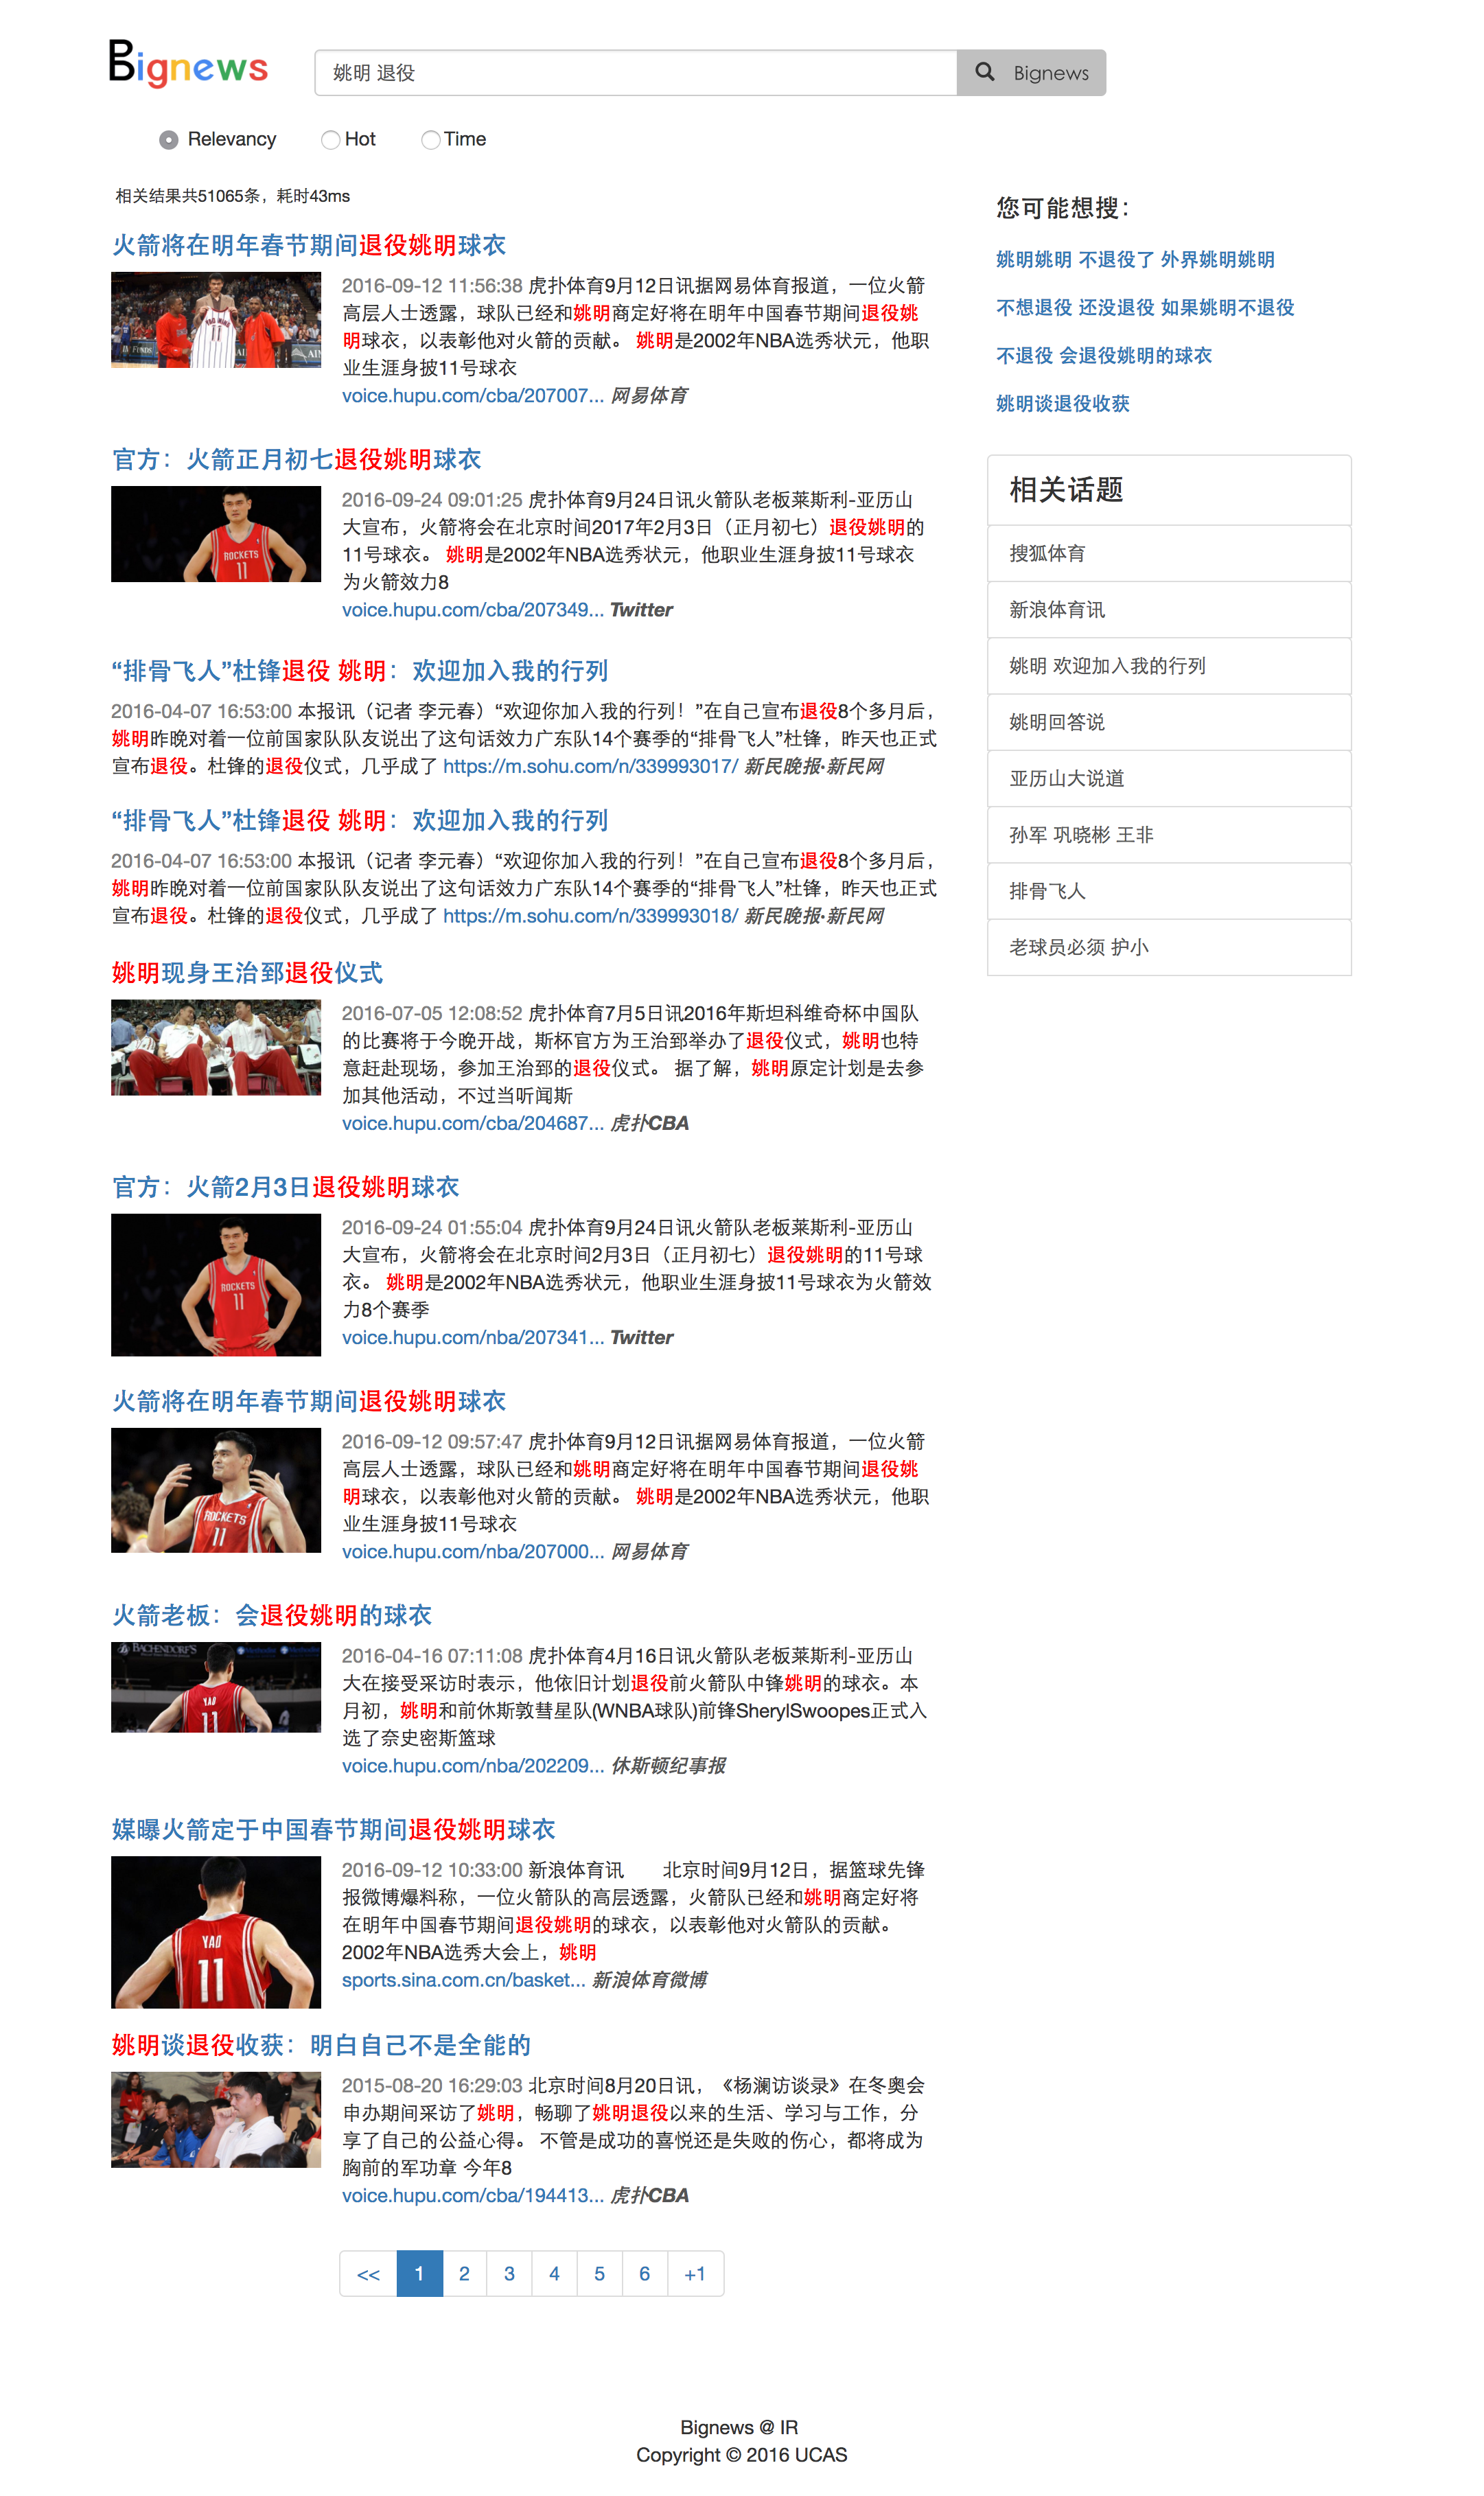 Bignews
姚明 退役
Bignews
Relevancy Hot Time
相关结果共51065条，耗时43ms
火箭将在明年春节期间退役姚明球衣
2016-09-12 11:56:38 虎扑体育9月12日讯据网易体育报道，一位火箭
高层人士透露，球队已经和姚明商定好将在明年中国春节期间退役姚
明球衣，以表彰他对火箭的贡献。 姚明是2002年NBA选秀状元，他职
业生涯身披11号球衣
voice.hupu.com/cba/207007... 网易体育
官方：火箭正月初七退役姚明球衣
ROCKETS
11
2016-09-24 09:01:25 虎扑体育9月24日讯火箭队老板莱斯利-亚历山
大宣布，火箭将会在北京时间2017年2月3日（正月初七）退役姚明的
11号球衣。 姚明是2002年NBA选秀状元，他职业生涯身披11号球衣
为火箭效力8
voice.hupu.com/cba/207349... Twitter
“排骨飞人”杜锋退役 姚明：欢迎加入我的行列
2016-04-07 16:53:00 本报讯（记者 李元春）“欢迎你加入我的行列！”在自己宣布退役8个多月后，
姚明昨晚对着一位前国家队队友说出了这句话效力广东队14个赛季的“排骨飞人”杜锋，昨天也正式
宣布退役。杜锋的退役仪式，几乎成了 https://m.sohu.com/n/339993017/ 新民晚报·新民网
“排骨飞人”杜锋退役 姚明：欢迎加入我的行列
2016-04-07 16:53:00 本报讯（记者 李元春）“欢迎你加入我的行列！”在自己宣布退役8个多月后，
姚明昨晚对着一位前国家队队友说出了这句话效力广东队14个赛季的“排骨飞人”杜锋，昨天也正式
宣布退役。杜锋的退役仪式，几乎成了 https://m.sohu.com/n/339993018/ 新民晚报·新民网
姚明现身王治郅退役仪式
2016-07-05 12:08:52 虎扑体育7月5日讯2016年斯坦科维奇杯中国队
的比赛将于今晚开战，斯杯官方为王治郅举办了退役仪式，姚明也特
意赶赴现场，参加王治郅的退役仪式。 据了解，姚明原定计划是去参
加其他活动，不过当听闻斯
voice.hupu.com/cba/204687... 虎扑CBA
官方：火箭2月3日退役姚明球衣
ROCKETS
11
2016-09-24 01:55:04 虎扑体育9月24日讯火箭队老板莱斯利-亚历山
大宣布，火箭将会在北京时间2月3日（正月初七）退役姚明的11号球
衣。 姚明是2002年NBA选秀状元，他职业生涯身披11号球衣为火箭效
力8个赛季
voice.hupu.com/nba/207341... Twitter
火箭将在明年春节期间退役姚明球衣
ROCKETS
11
2016-09-12 09:57:47 虎扑体育9月12日讯据网易体育报道，一位火箭
高层人士透露，球队已经和姚明商定好将在明年中国春节期间退役姚
明球衣，以表彰他对火箭的贡献。 姚明是2002年NBA选秀状元，他职
业生涯身披11号球衣
voice.hupu.com/nba/207000... 网易体育
火箭老板：会退役姚明的球衣
BACHENDORF'S
YAO
11
2016-04-16 07:11:08 虎扑体育4月16日讯火箭队老板莱斯利-亚历山
大在接受采访时表示，他依旧计划退役前火箭队中锋姚明的球衣。本
月初，姚明和前休斯敦彗星队(WNBA球队)前锋SherylSwoopes正式入
选了奈史密斯篮球
voice.hupu.com/nba/202209... 休斯顿纪事报
媒曝火箭定于中国春节期间退役姚明球衣
YAO
11
2016-09-12 10:33:00 新浪体育讯　　北京时间9月12日，据篮球先锋
报微博爆料称，一位火箭队的高层透露，火箭队已经和姚明商定好将
在明年中国春节期间退役姚明的球衣，以表彰他对火箭队的贡献。
2002年NBA选秀大会上，姚明
sports.sina.com.cn/basket... 新浪体育微博
姚明谈退役收获：明白自己不是全能的
2015-08-20 16:29:03 北京时间8月20日讯，《杨澜访谈录》在冬奥会
申办期间采访了姚明，畅聊了姚明退役以来的生活、学习与工作，分
享了自己的公益心得。 不管是成功的喜悦还是失败的伤心，都将成为
胸前的军功章 今年8
voice.hupu.com/cba/194413... 虎扑CBA
<< 1 2 3 4 5 6 +1
您可能想搜：
姚明姚明 不退役了 外界姚明姚明
不想退役 还没退役 如果姚明不退役
不退役 会退役姚明的球衣
姚明谈退役收获
相关话题
搜狐体育
新浪体育讯
姚明 欢迎加入我的行列
姚明回答说
亚历山大说道
孙军 巩晓彬 王非
排骨飞人
老球员必须 护小
Bignews @ IR
Copyright © 2016 UCAS